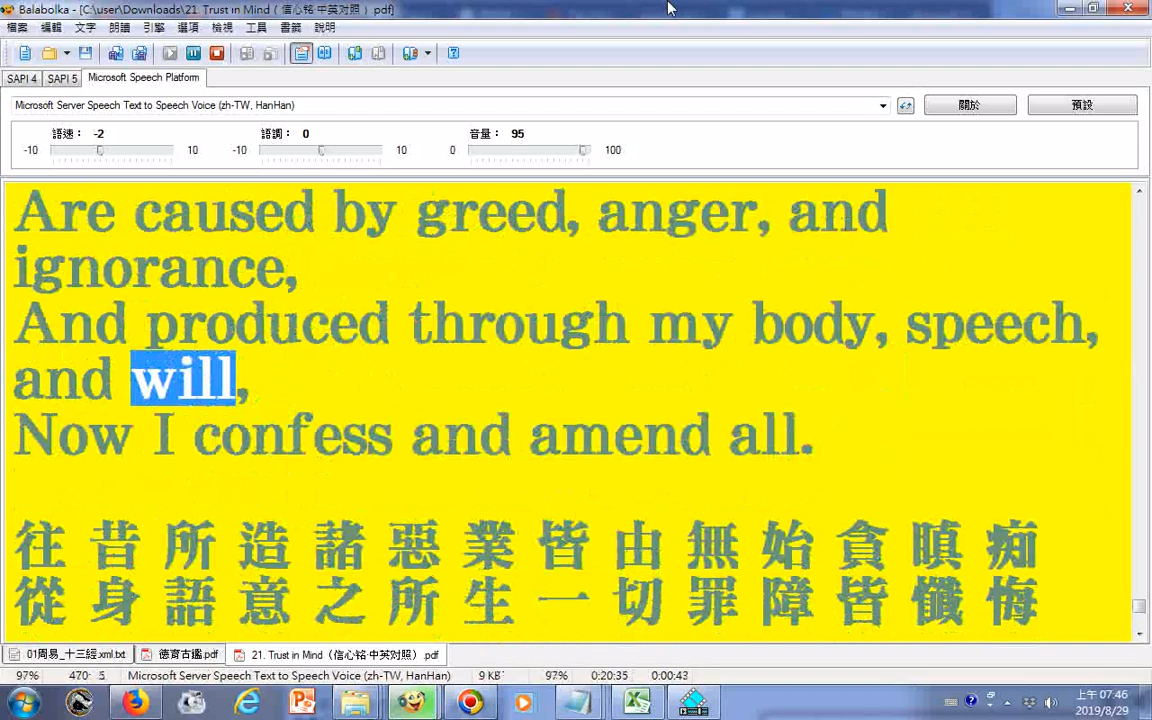 Balabolka - [C:\user\Downloads\21. Trust in Mind（信心铭·中英对照）.pdf]
檔案 編輯 文字 朗讀 引擎 選項 檢視 工具 書籤 說明
SAPI 4 SAPI 5 Microsoft Speech Platform
Microsoft Server Speech Text to Speech Voice (zh-TW, HanHan) 關於 預設
語速： -2 語調： 0 音量： 95
-10 10 -10 10 0 100
Are caused by greed, anger, and
ignorance,
And produced through my body, speech,
and will,
Now I confess and amend all.
往昔所造諸惡業皆由無始貪瞋痴
從身語意之所生一切罪障皆懺悔
01周易_十三經.xml.txt 德育古鑑.pdf 21. Trust in Mind（信心铭·中英对照）.pdf
97% Microsoft Server Speech Text to Speech Voice (zh-TW, HanHan) 9 KB 97% 0:20:35 0:00:43
上午 07:46
2019/8/29